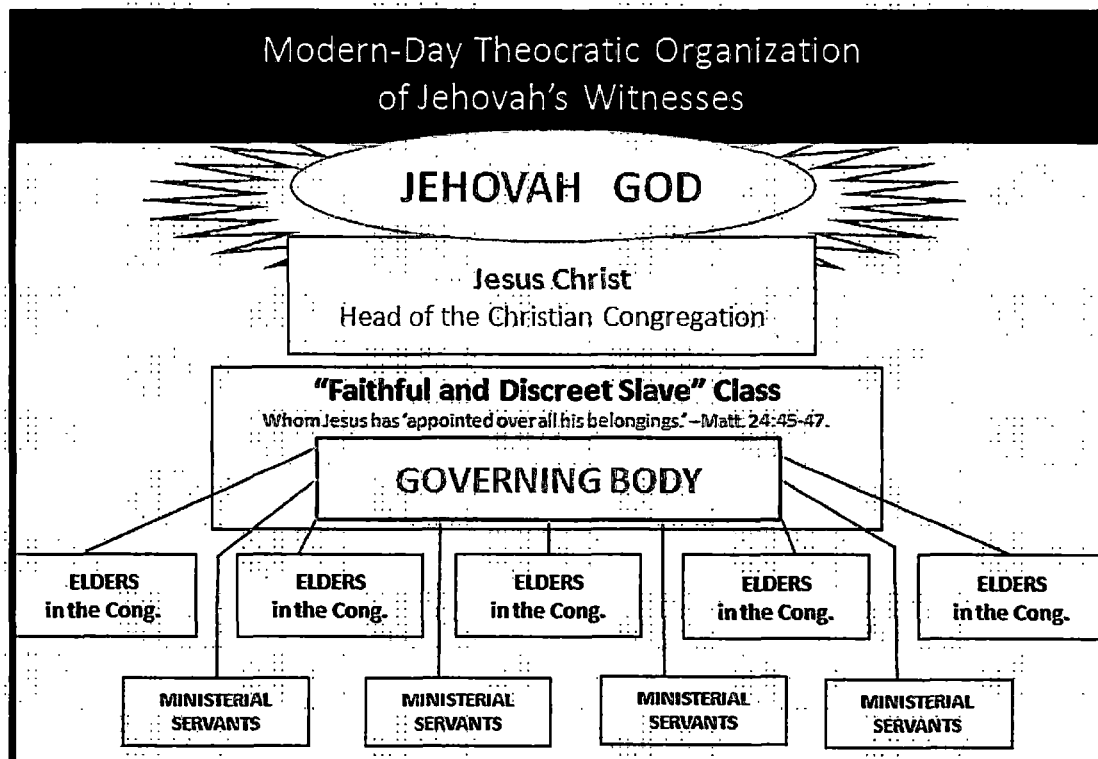 Modern-Day Theocratic Organization
of Jehovah's Witnesses
JEHOVAH GOD
Jesus Christ
Head of the Christian Congregation
"Faithful and Discreet Slave" Class
Whom Jesus has 'appointed over all his belongings.' –Matt. 24:45-47.
GOVERNING BODY
ELDERS
in the Cong.
ELDERS
in the Cong.
ELDERS
in the Cong.
ELDERS
in the Cong.
ELDERS
in the Cong.
MINISTERIAL
SERVANTS
MINISTERIAL
SERVANTS
MINISTERIAL
SERVANTS
MINISTERIAL
SERVANTS